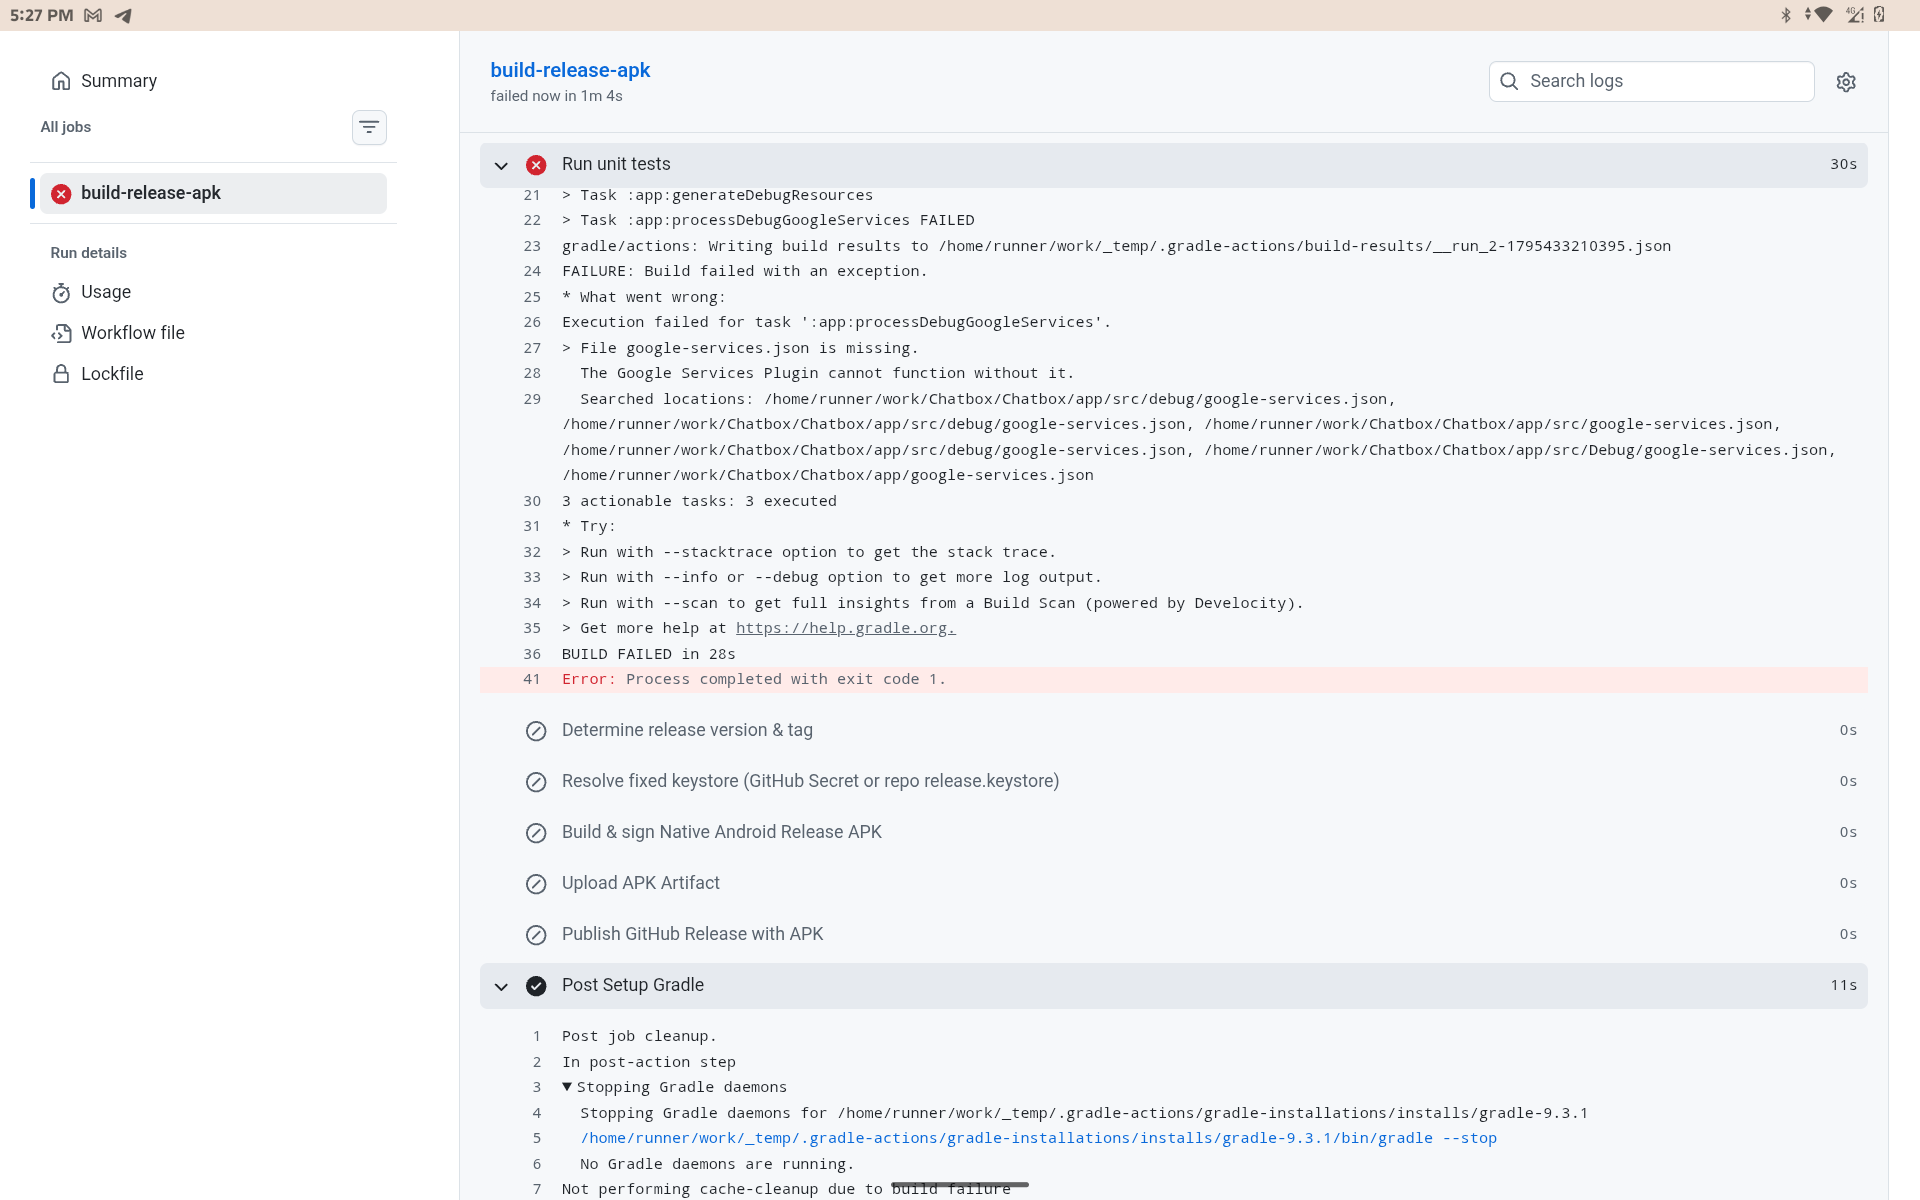 5:27 PM
4G
Summary
All jobs
build-release-apk
Run details
Usage
Workflow file
Lockfile
build-release-apk
failed now in 1m 4s
Search logs
Run unit tests 30s
21 > Task :app:generateDebugResources
22 > Task :app:processDebugGoogleServices FAILED
23 gradle/actions: Writing build results to /home/runner/work/_temp/.gradle-actions/build-results/__run_2-1795433210395.json
24 FAILURE: Build failed with an exception.
25 * What went wrong:
26 Execution failed for task ':app:processDebugGoogleServices'.
27 > File google-services.json is missing.
28 The Google Services Plugin cannot function without it.
29 Searched locations: /home/runner/work/Chatbox/Chatbox/app/src/debug/google-services.json,
/home/runner/work/Chatbox/Chatbox/app/src/debug/google-services.json, /home/runner/work/Chatbox/Chatbox/app/src/google-services.json,
/home/runner/work/Chatbox/Chatbox/app/src/debug/google-services.json, /home/runner/work/Chatbox/Chatbox/app/src/Debug/google-services.json,
/home/runner/work/Chatbox/Chatbox/app/google-services.json
30 3 actionable tasks: 3 executed
31 * Try:
32 > Run with --stacktrace option to get the stack trace.
33 > Run with --info or --debug option to get more log output.
34 > Run with --scan to get full insights from a Build Scan (powered by Develocity).
35 > Get more help at https://help.gradle.org.
36 BUILD FAILED in 28s
41 Error: Process completed with exit code 1.
Determine release version & tag 0s
Resolve fixed keystore (GitHub Secret or repo release.keystore) 0s
Build & sign Native Android Release APK 0s
Upload APK Artifact 0s
Publish GitHub Release with APK 0s
Post Setup Gradle 11s
1 Post job cleanup.
2 In post-action step
3 ▼ Stopping Gradle daemons
4 Stopping Gradle daemons for /home/runner/work/_temp/.gradle-actions/gradle-installations/installs/gradle-9.3.1
5 /home/runner/work/_temp/.gradle-actions/gradle-installations/installs/gradle-9.3.1/bin/gradle --stop
6 No Gradle daemons are running.
7 Not performing cache-cleanup due to build failure